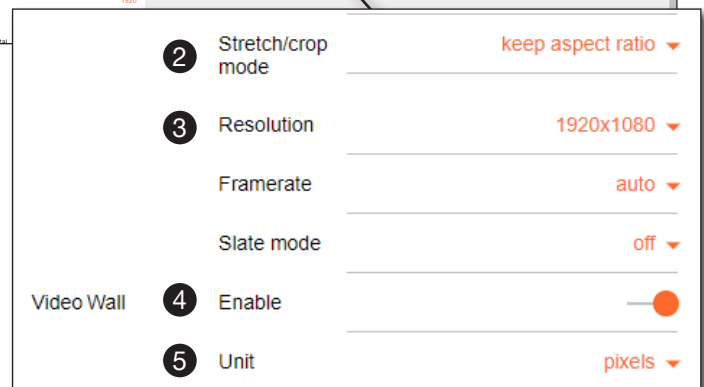 1920
2 Stretch/crop mode keep aspect ratio
3 Resolution 1920x1080
Framerate auto
Slate mode off
Video Wall 4 Enable
5 Unit pixels